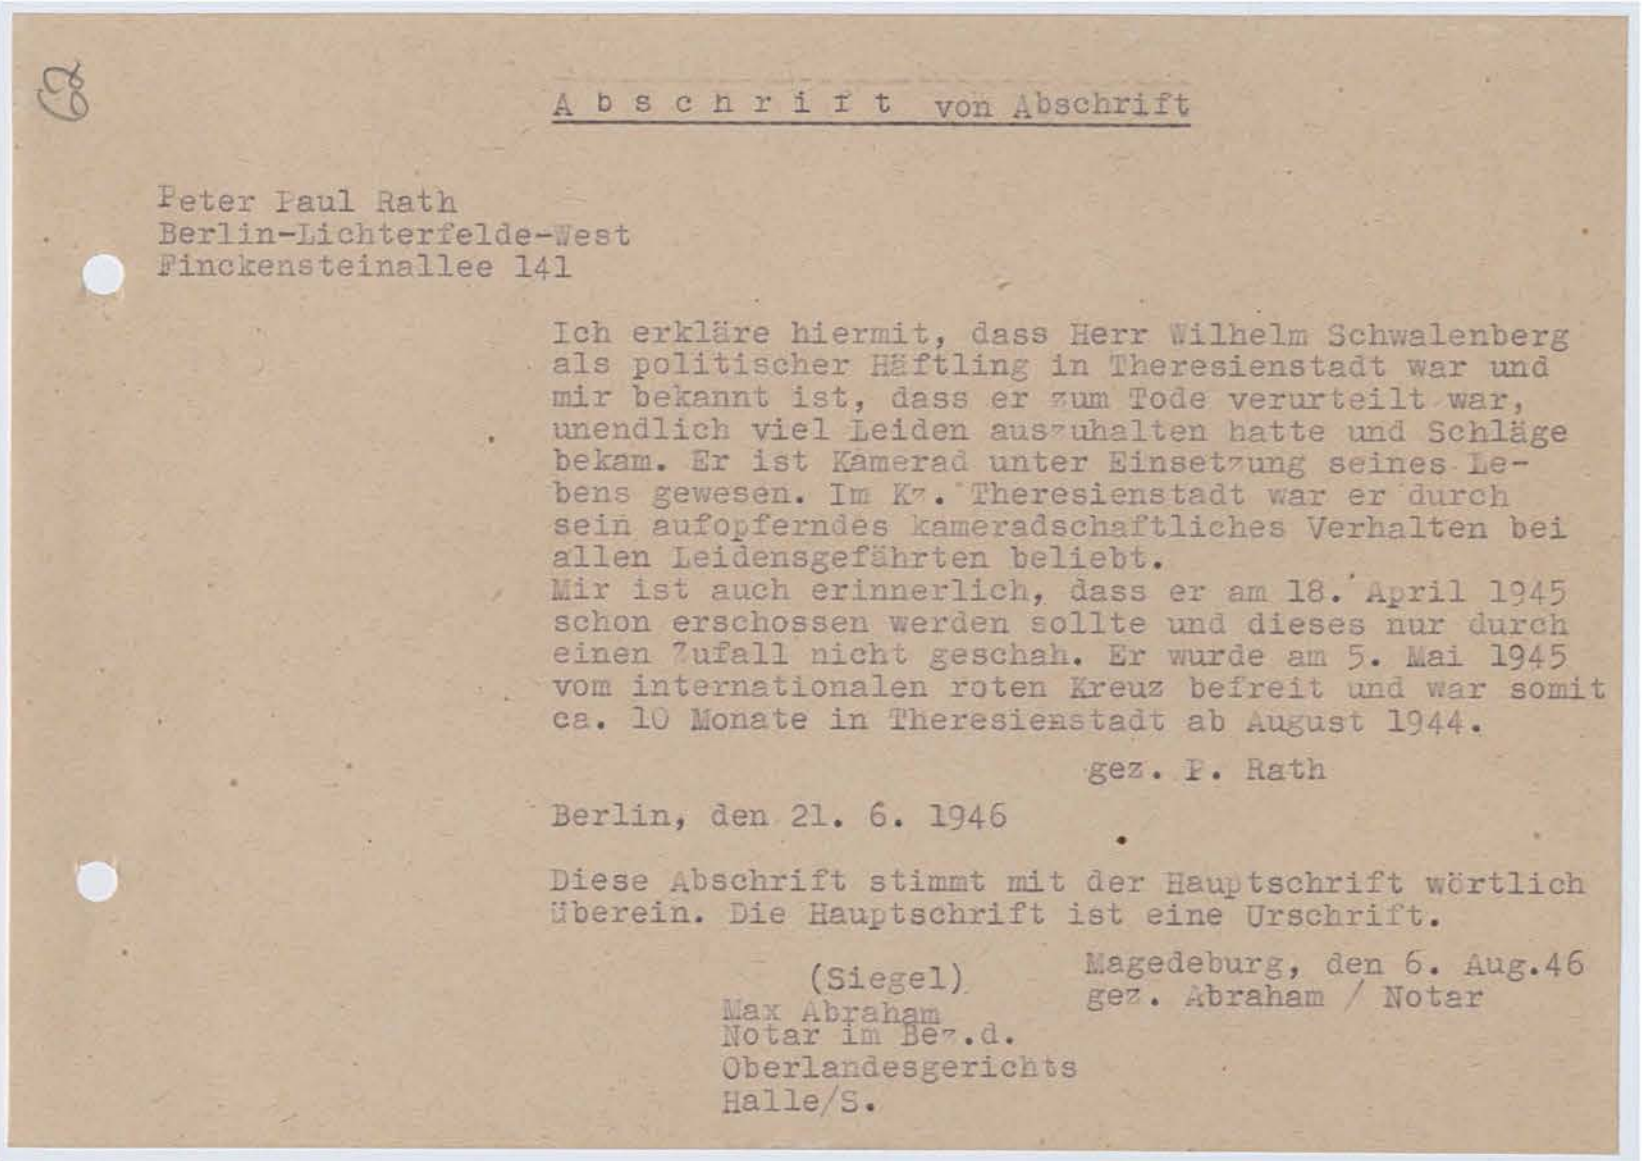 A b s c h r i f t von Abschrift
Peter Paul Rath
Berlin-Lichterfelde-West
Finckensteinallee 141
Ich erkläre hiermit, dass Herr Wilhelm Schwalenberg
als politischer Häftling in Theresienstadt war und
mir bekannt ist, dass er zum Tode verurteilt war,
unendlich viel Leiden auszuhalten hatte und Schläge
bekam. Er ist Kamerad unter Einsetzung seines Le-
bens gewesen. Im Kz. Theresienstadt war er durch
sein aufopferndes kameradschaftliches Verhalten bei
allen Leidensgefährten beliebt.
Mir ist auch erinnerlich, dass er am 18. April 1945
schon erschossen werden sollte und dieses nur durch
einen Zufall nicht geschah. Er wurde am 5. Mai 1945
vom internationalen roten Kreuz befreit und war somit
ca. 10 Monate in Theresienstadt ab August 1944.
gez. P. Rath
Berlin, den 21. 6. 1946
Diese Abschrift stimmt mit der Hauptschrift wörtlich
überein. Die Hauptschrift ist eine Urschrift.
Magedeburg, den 6. Aug.46
gez. Abraham / Notar
(Siegel)
Max Abraham
Notar im Bez.d.
Oberlandesgerichts
Halle/S.